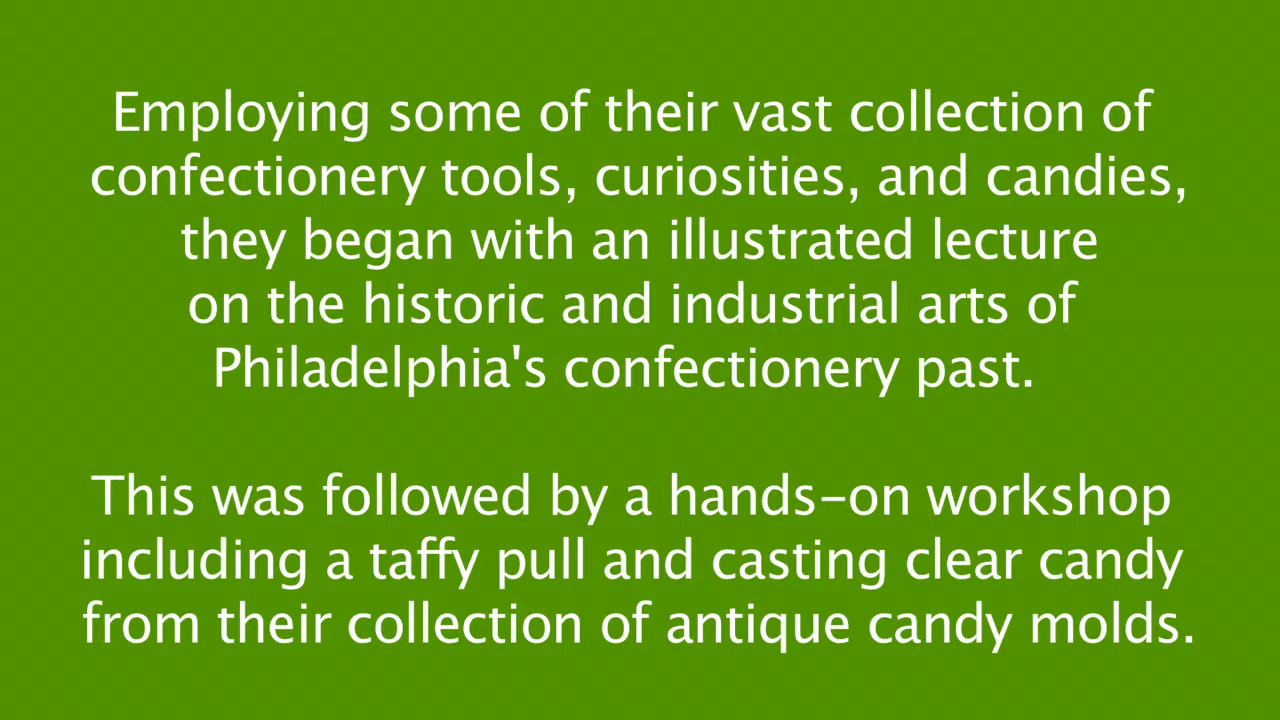 Employing some of their vast collection of
confectionery tools, curiosities, and candies,
they began with an illustrated lecture
on the historic and industrial arts of
Philadelphia's confectionery past.
This was followed by a hands-on workshop
including a taffy pull and casting clear candy
from their collection of antique candy molds.